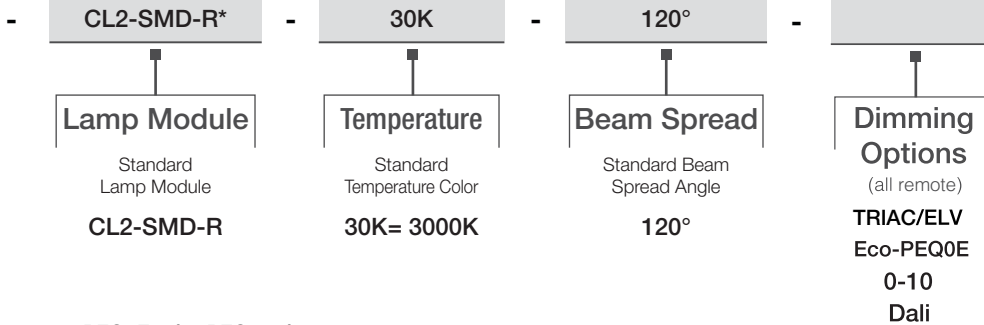 - CL2-SMD-R* - 30K - 120° -
Lamp Module
Standard
Lamp Module
CL2-SMD-R
Temperature
Standard
Temperature Color
30K= 3000K
Beam Spread
Standard Beam
Spread Angle
120°
Dimming
Options
(all remote)
TRIAC/ELV
Eco-PEQ0E
0-10
Dali